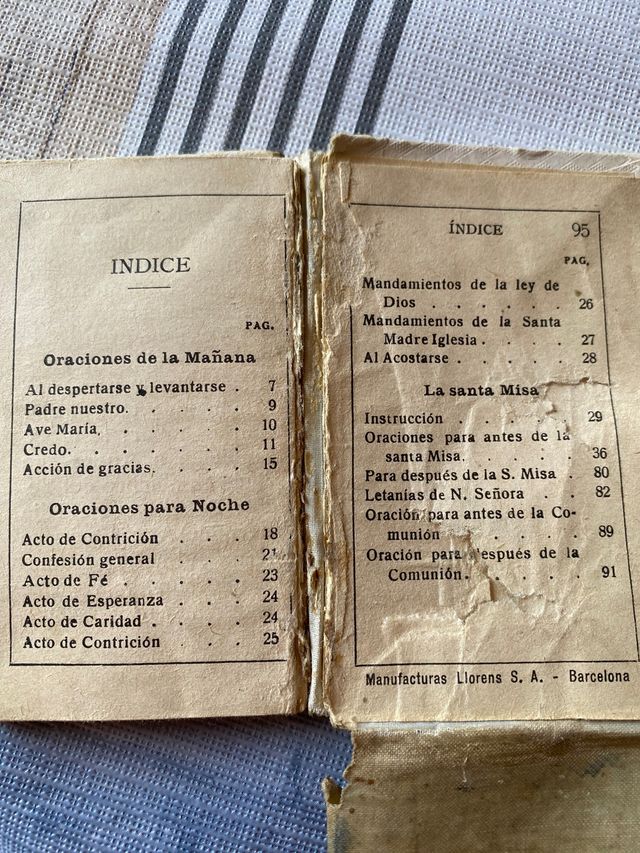 INDICE
PAG.
Oraciones de la Mañana
Al despertarse y levantarse . 7
Padre nuestro. . . . . 9
Ave María. . . . . 10
Credo. . . . . . 11
Acción de gracias. . . . 15
Oraciones para Noche
Acto de Contrición . . . 18
Confesión general . . . 21
Acto de Fé . . . . 23
Acto de Esperanza . . . 24
Acto de Caridad . . . . 24
Acto de Contrición . . . 25
ÍNDICE 95
PAG.
Mandamientos de la ley de
Dios . . . . . . 26
Mandamientos de la Santa
Madre Iglesia . . . . 27
Al Acostarse . . . . . 28
La santa Misa
Instrucción . . . . . 29
Oraciones para antes de la
santa Misa. . . . . 36
Para después de la S. Misa . 80
Letanías de N. Señora . . 82
Oración para antes de la Co-
munión . . . . . 89
Oración para después de la
Comunión. . . . . 91
Manufacturas Llorens S. A. - Barcelona